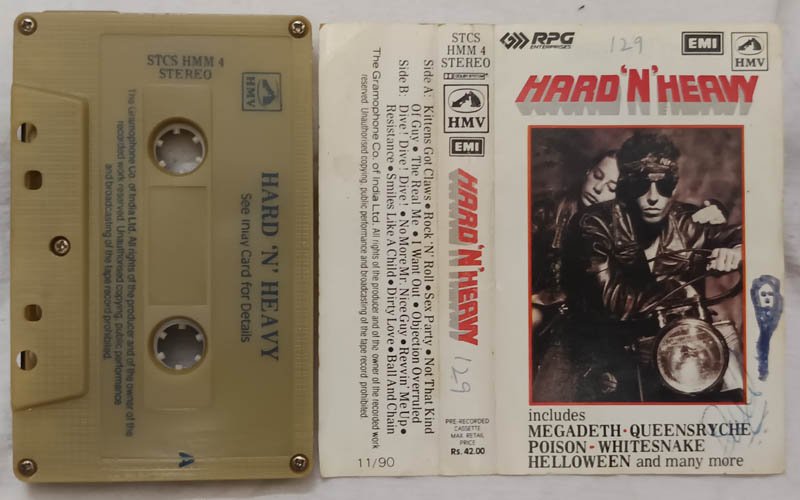 STCS HMM 4
STEREO
HMV
HARD 'N' HEAVY
See Inlay Card for Details
The Gramophone Co. of India Ltd. All rights of the producer and of the owner of the
recorded work reserved. Unauthorised copying, public performance
and broadcasting of the tape record prohibited.
A
Side A: Kittens Got Claws • Rock 'N' Roll • Sex Party • Not That Kind
Of Guy • The Real Me • I Want Out • Objection Overruled
Side B: Dive! Dive! Dive! • No More Mr. Nice Guy • Revvin' Me Up •
Resistance • Smiles Like A Child • Dirty Love • Ball And Chain
The Gramophone Co. of India Ltd. All rights of the producer and of the owner of the recorded work
reserved. Unauthorised copying, public performance and broadcasting of the tape record prohibited
11/90
STCS
HMM 4
STEREO
HMV
EMI
HARD 'N' HEAVY
129
PRE-RECORDED
CASSETTE
MAX RETAIL
PRICE
Rs. 42.00
RPG
ENTERPRISES
129
EMI
HMV
HARD 'N' HEAVY
includes
MEGADETH • QUEENSRYCHE
POISON - WHITESNAKE
HELLOWEEN and many more